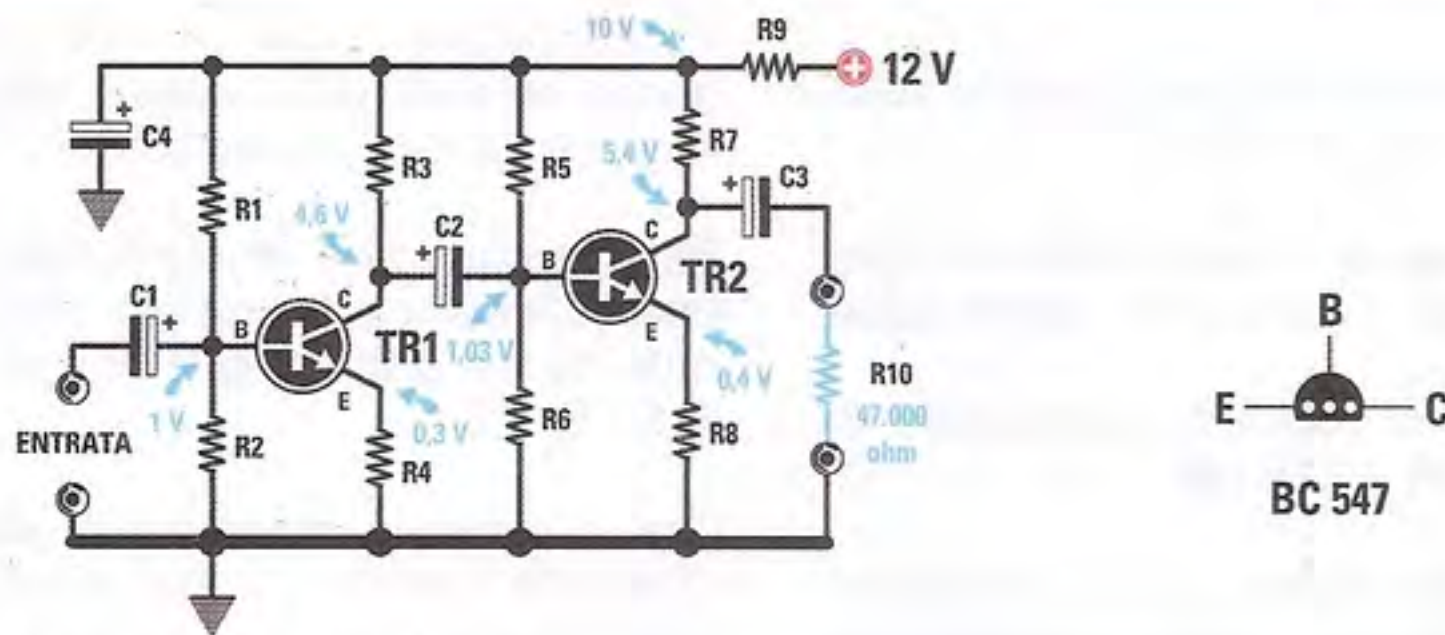 10 V
R9
12 V
+
C4
R1
R3
R5
R7
5,4 V
+
C3
4,6 V
C2
+
B
C
TR2
E
C1
+
B
C
TR1
E
1,03 V
0,4 V
R10
47.000
ohm
1 V
0,3 V
ENTRATA
R2
R4
R6
R8
B
E
C
BC 547